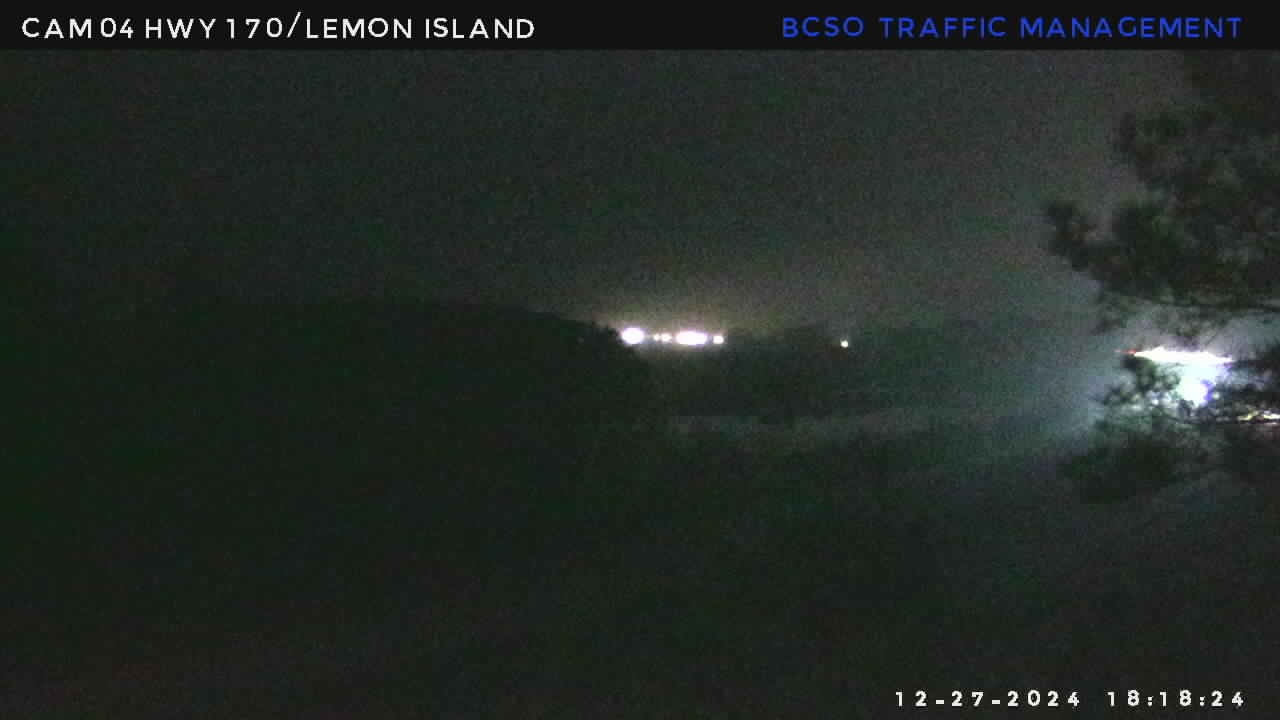 CAM04 HWY 170/LEMON ISLAND
BCSO TRAFFIC MANAGEMENT
12-27-2024 18:18:24